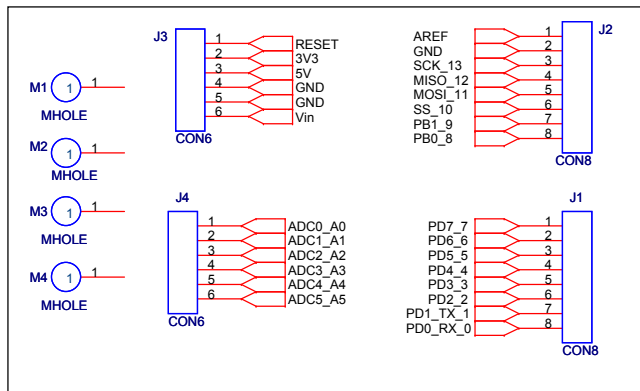 J3
1 RESET
2 3V3
3 5V
4 GND
5 GND
6 Vin
CON6
J2
AREF 1
GND 2
SCK_13 3
MISO_12 4
MOSI_11 5
SS_10 6
PB1_9 7
PB0_8 8
CON8
M1 1 1
MHOLE
M2 1 1
MHOLE
M3 1 1
MHOLE
M4 1 1
MHOLE
J4
1 ADC0_A0
2 ADC1_A1
3 ADC2_A2
4 ADC3_A3
5 ADC4_A4
6 ADC5_A5
CON6
J1
PD7_7 1
PD6_6 2
PD5_5 3
PD4_4 4
PD3_3 5
PD2_2 6
PD1_TX_1 7
PD0_RX_0 8
CON8